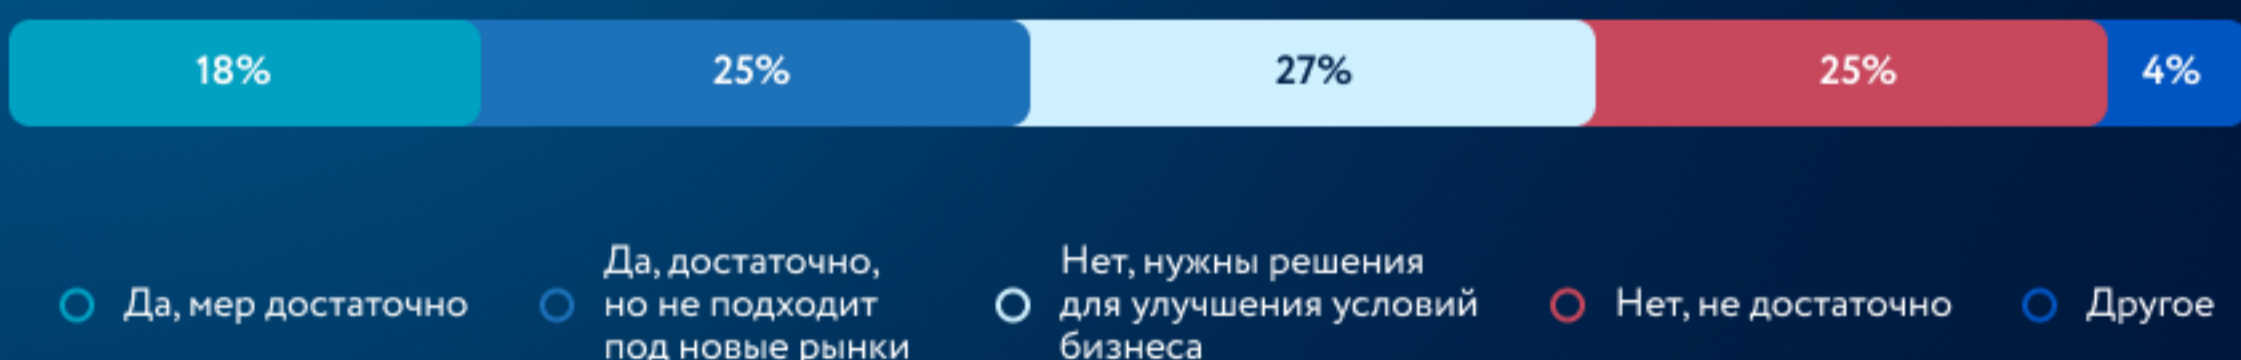 18% 25% 27% 25% 4%
Да, мер достаточно
Да, достаточно,
но не подходит
под новые рынки
Нет, нужны решения
для улучшения условий
бизнеса
Нет, не достаточно
Другое